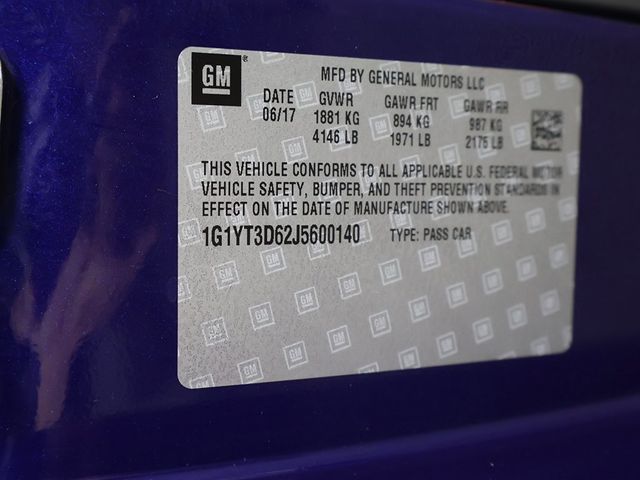 GM
MFD BY GENERAL MOTORS LLC
DATE GVWR GAWR FRT GAWR RR
06/17 1881 KG 894 KG 987 KG
4146 LB 1971 LB 2175 LB
THIS VEHICLE CONFORMS TO ALL APPLICABLE U.S. FEDERAL MOTOR
VEHICLE SAFETY, BUMPER, AND THEFT PREVENTION STANDARDS IN
EFFECT ON THE DATE OF MANUFACTURE SHOWN ABOVE.
1G1YT3D62J5600140 TYPE: PASS CAR